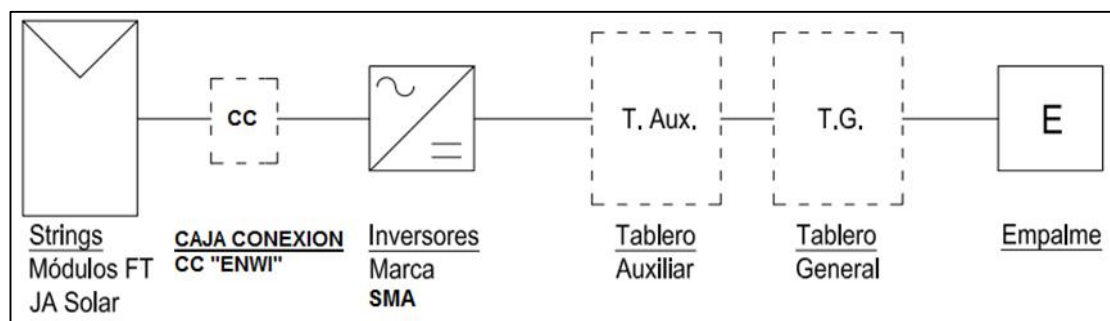 CC
T. Aux.
T.G.
E
Strings
Módulos FT
JA Solar
CAJA CONEXION
CC "ENWI"
Inversores
Marca
SMA
Tablero
Auxiliar
Tablero
General
Empalme